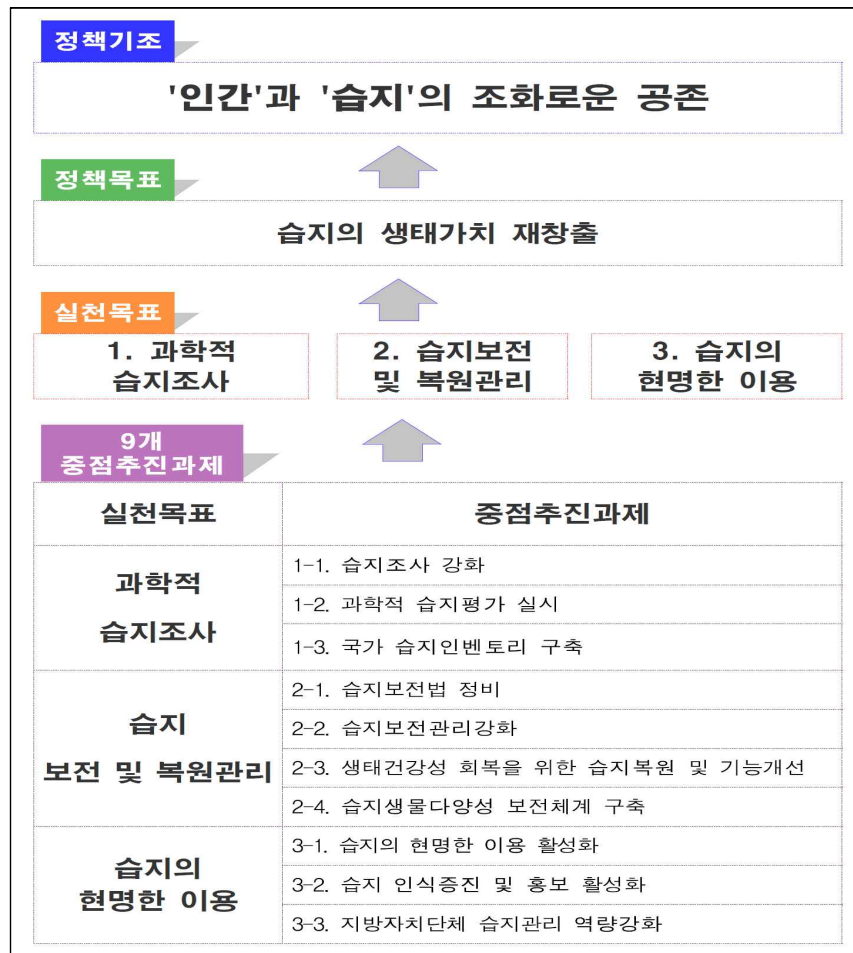 정책기조
'인간'과 '습지'의 조화로운 공존
정책목표
습지의 생태가치 재창출
실천목표
1. 과학적
습지조사
2. 습지보전
및 복원관리
3. 습지의
현명한 이용
9개
중점추진과제
실천목표
중점추진과제
과학적
습지조사
1-1. 습지조사 강화
1-2. 과학적 습지평가 실시
1-3. 국가 습지인벤토리 구축
습지
보전 및 복원관리
2-1. 습지보전법 정비
2-2. 습지보전관리강화
2-3. 생태건강성 회복을 위한 습지복원 및 기능개선
2-4. 습지생물다양성 보전체계 구축
습지의
현명한 이용
3-1. 습지의 현명한 이용 활성화
3-2. 습지 인식증진 및 홍보 활성화
3-3. 지방자치단체 습지관리 역량강화